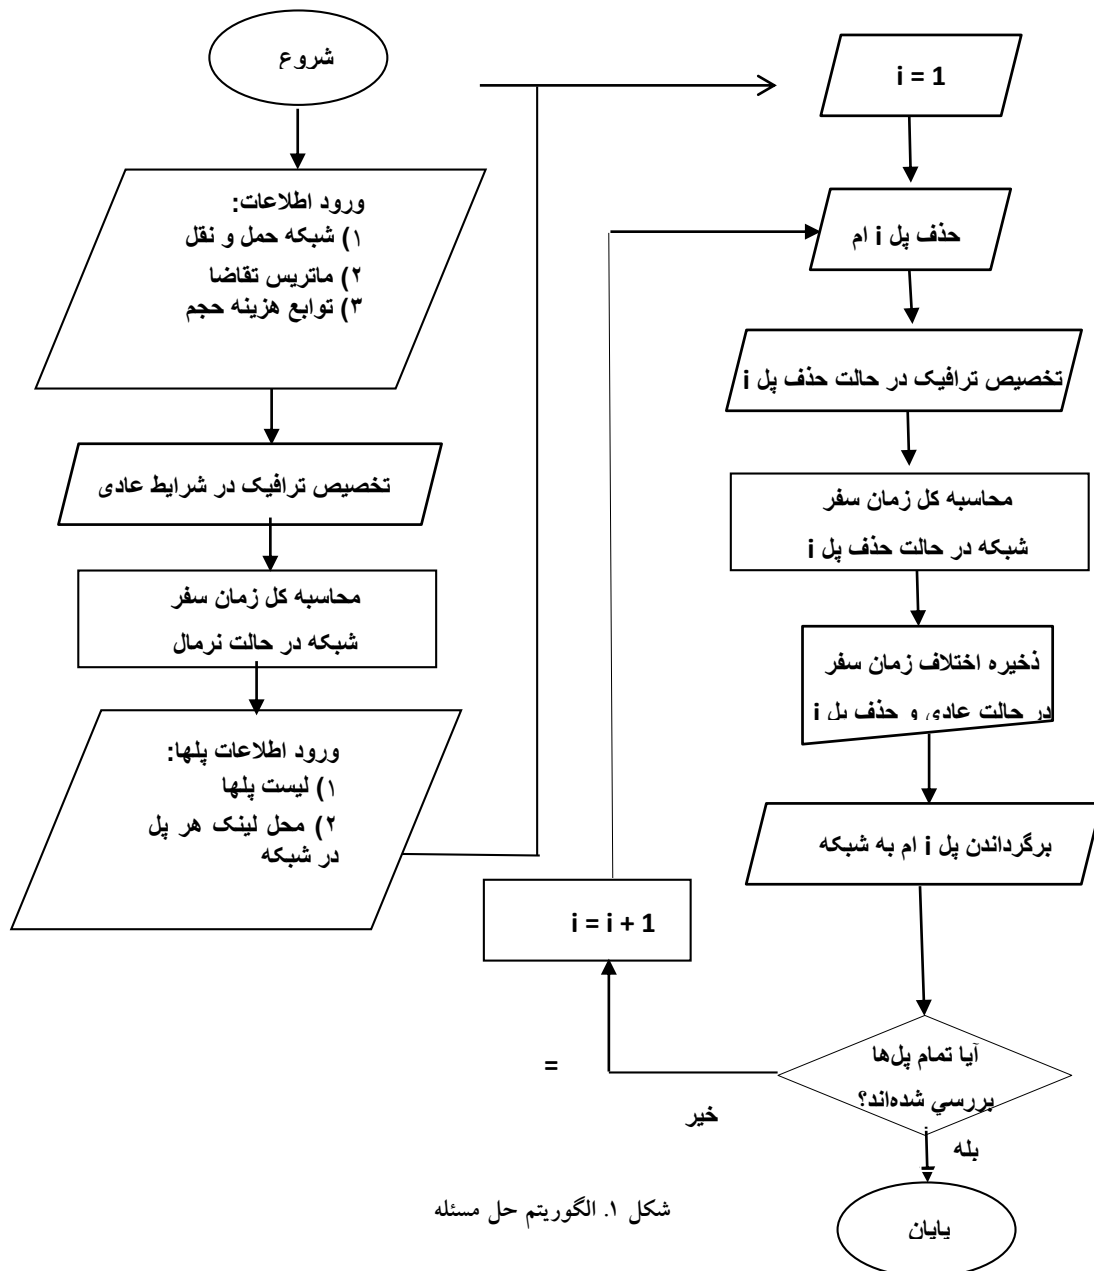 شروع
ورود اطلاعات:
۱) شبکه حمل و نقل
۲) ماتریس تقاضا
۳) توابع هزینه حجم
تخصیص ترافیک در شرایط عادی
محاسبه کل زمان سفر
شبکه در حالت نرمال
ورود اطلاعات پلها:
۱) لیست پلها
۲) محل لینک هر پل
در شبکه
i = 1
حذف پل i ام
تخصیص ترافیک در حالت حذف پل i
محاسبه کل زمان سفر
شبکه در حالت حذف پل i
ذخیره اختلاف زمان سفر
در حالت عادی و حذف پل i
برگرداندن پل i ام به شبکه
i = i + 1
آیا تمام پل‌ها
بررسي شده‌اند؟
=
خیر
بله
پایان
شکل ۱. الگوریتم حل مسئله